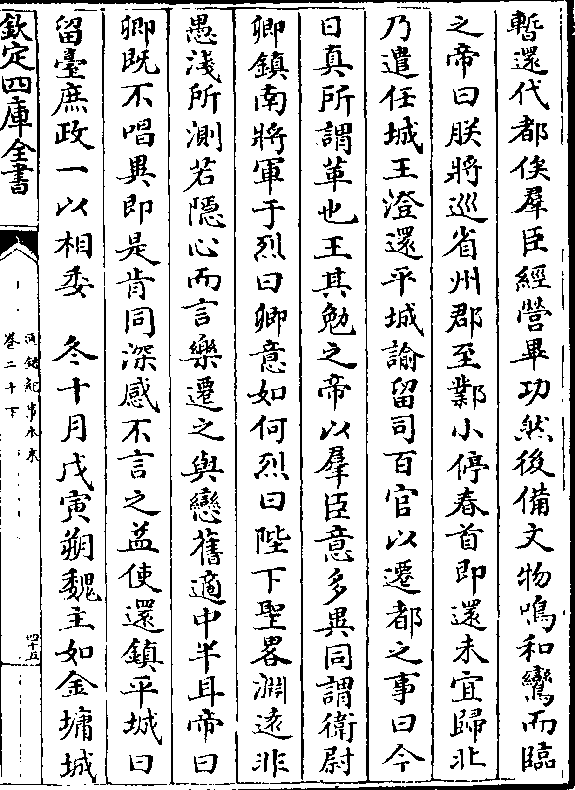 暫還代都俟羣臣經營畢功然後備文物鳴和鸞而臨
之帝曰朕將巡省州郡至鄴小停春首即還未宜歸北
乃遣任城王澄還平城諭留司百官以遷都之事曰今
日真所謂革也王其勉之帝以羣臣意多異同謂衛尉
卿鎮南將軍于烈曰卿意如何烈曰陛下聖畧淵遠非
愚淺所測若隱心而言樂遷之與戀舊適中半耳帝曰
卿既不唱異即是肯同深感不言之益使還鎮平城曰
留臺庶政一以相委 冬十月戊寅朔魏主如金墉城
欽定四庫全書
通鑑紀事本末
卷二十下
四十五